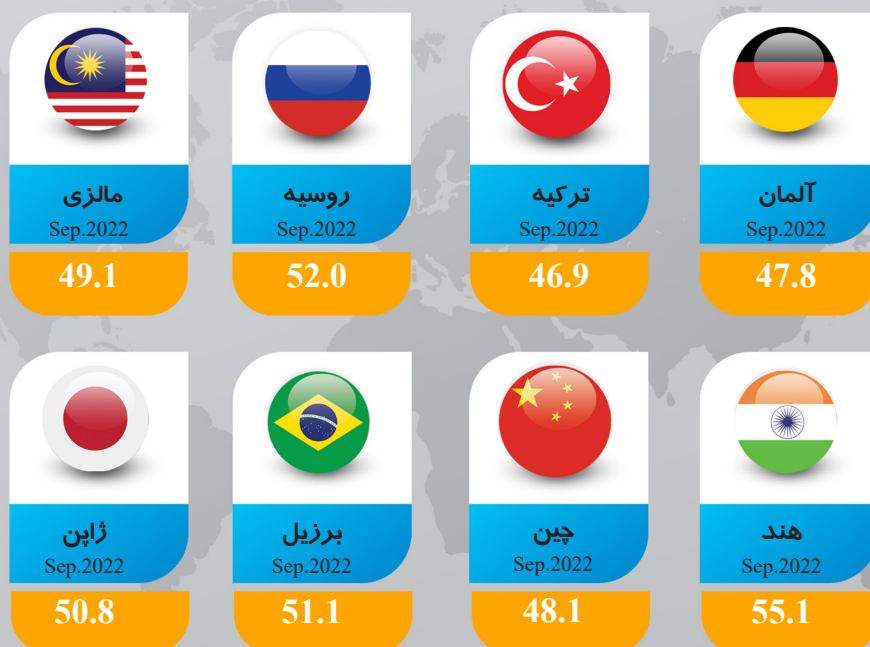 آلمان
Sep.2022
47.8
ترکیه
Sep.2022
46.9
روسیه
Sep.2022
52.0
مالزی
Sep.2022
49.1
هند
Sep.2022
55.1
چین
Sep.2022
48.1
برزیل
Sep.2022
51.1
ژاپن
Sep.2022
50.8